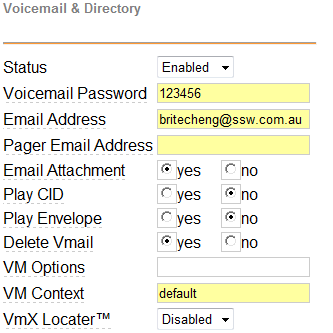 Voicemail & Directory
Status Enabled
Voicemail Password 123456
Email Address britecheng@ssw.com.au
Pager Email Address
Email Attachment yes no
Play CID yes no
Play Envelope yes no
Delete Vmail yes no
VM Options
VM Context default
VmX Locater™ Disabled